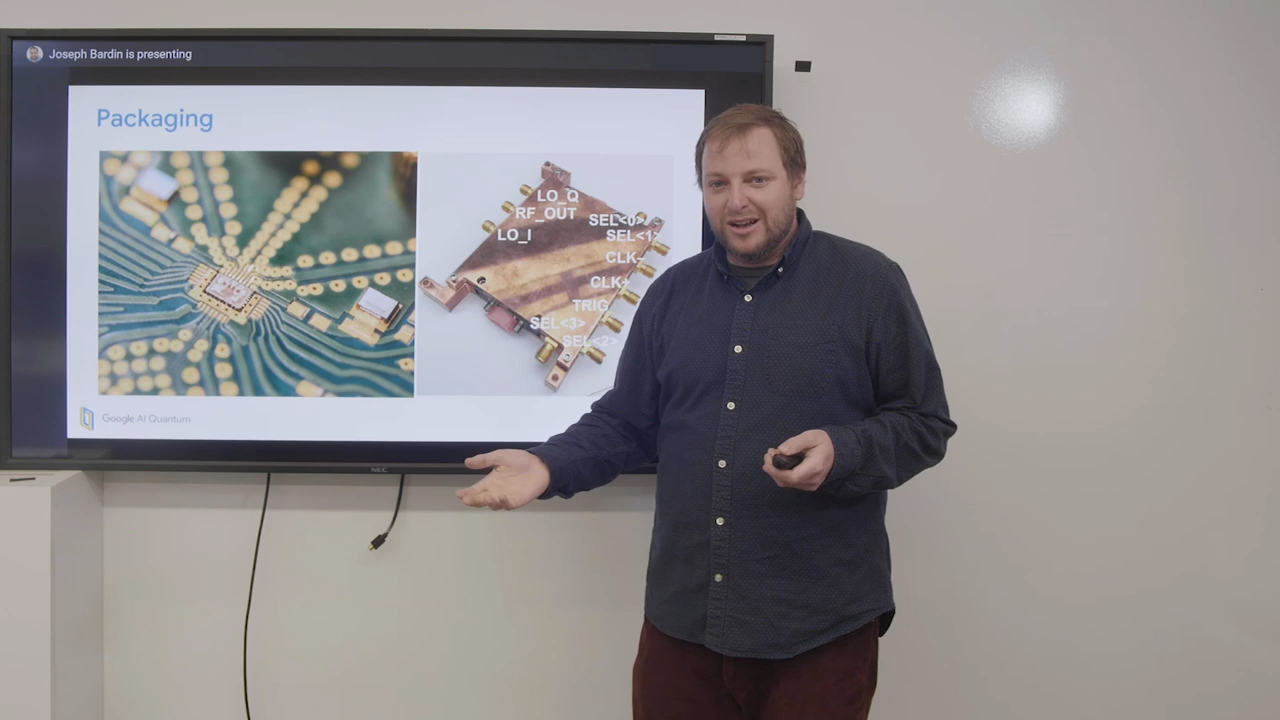 Joseph Bardin is presenting
Packaging
LO_Q
RF_OUT
LO_I
SEL<0>
SEL<1>
CLK-
CLK+
TRIG
SEL<3>
SEL<2>
Google AI Quantum
NEC